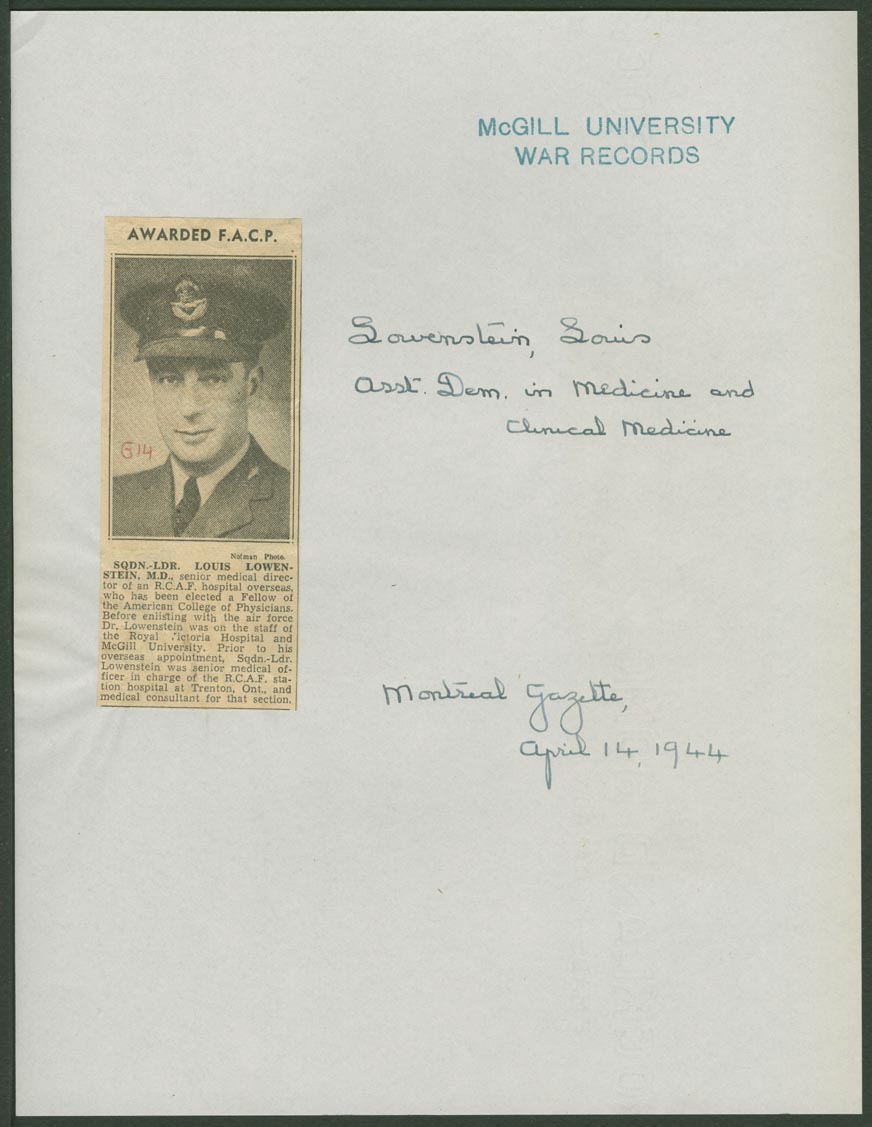 McGILL UNIVERSITY
WAR RECORDS
AWARDED F.A.C.P.
G14
Notman Photo.
SQDN.-LDR. LOUIS LOWEN-
STEIN, M.D., senior medical direc-
tor of an R.C.A.F. hospital overseas,
who has been elected a Fellow of
the American College of Physicians.
Before enlisting with the air force
Dr. Lowenstein was on the staff of
the Royal Victoria Hospital and
McGill University. Prior to his
overseas appointment, Sqdn.-Ldr.
Lowenstein was senior medical of-
ficer in charge of the R.C.A.F. sta-
tion hospital at Trenton, Ont., and
medical consultant for that section.
Lowenstein, Louis
Asst. Dem. in Medicine and
Clinical Medicine
Montreal Gazette,
April 14, 1944